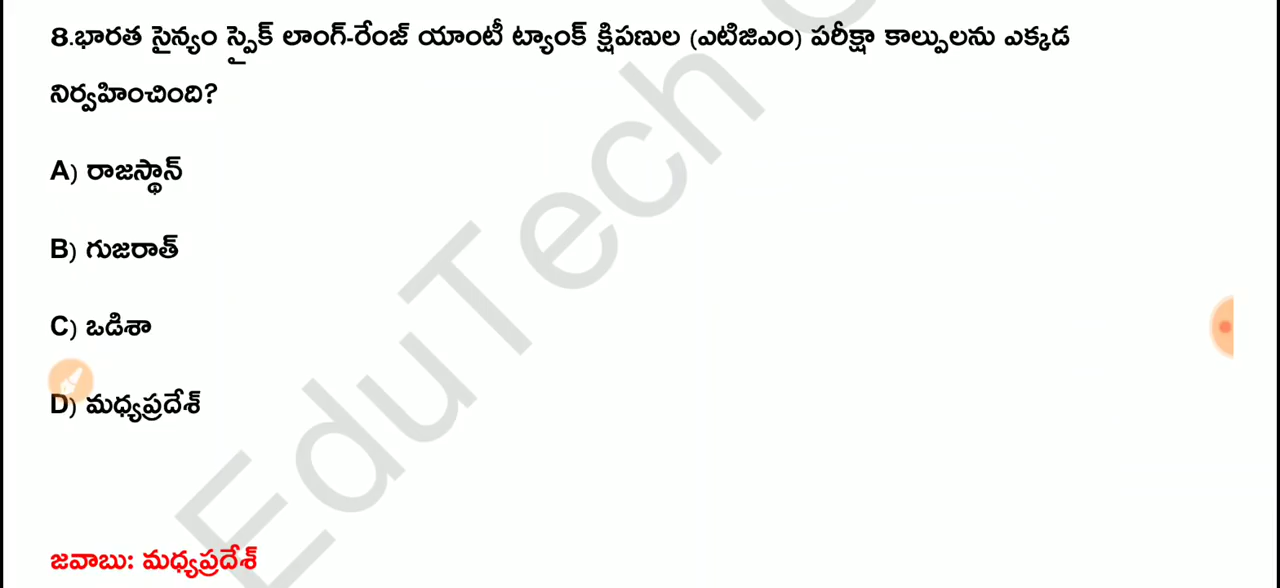 8.భారత సైన్యం స్పైక్ లాంగ్-రేంజ్ యాంటీ ట్యాంక్ క్షిపణుల (ఎటిజిఎం) పరీక్షా కాల్పులను ఎక్కడ
నిర్వహించింది?
A) రాజస్థాన్
B) గుజరాత్
C) ఒడిశా
D) మధ్యప్రదేశ్
జవాబు: మధ్యప్రదేశ్
EduTech